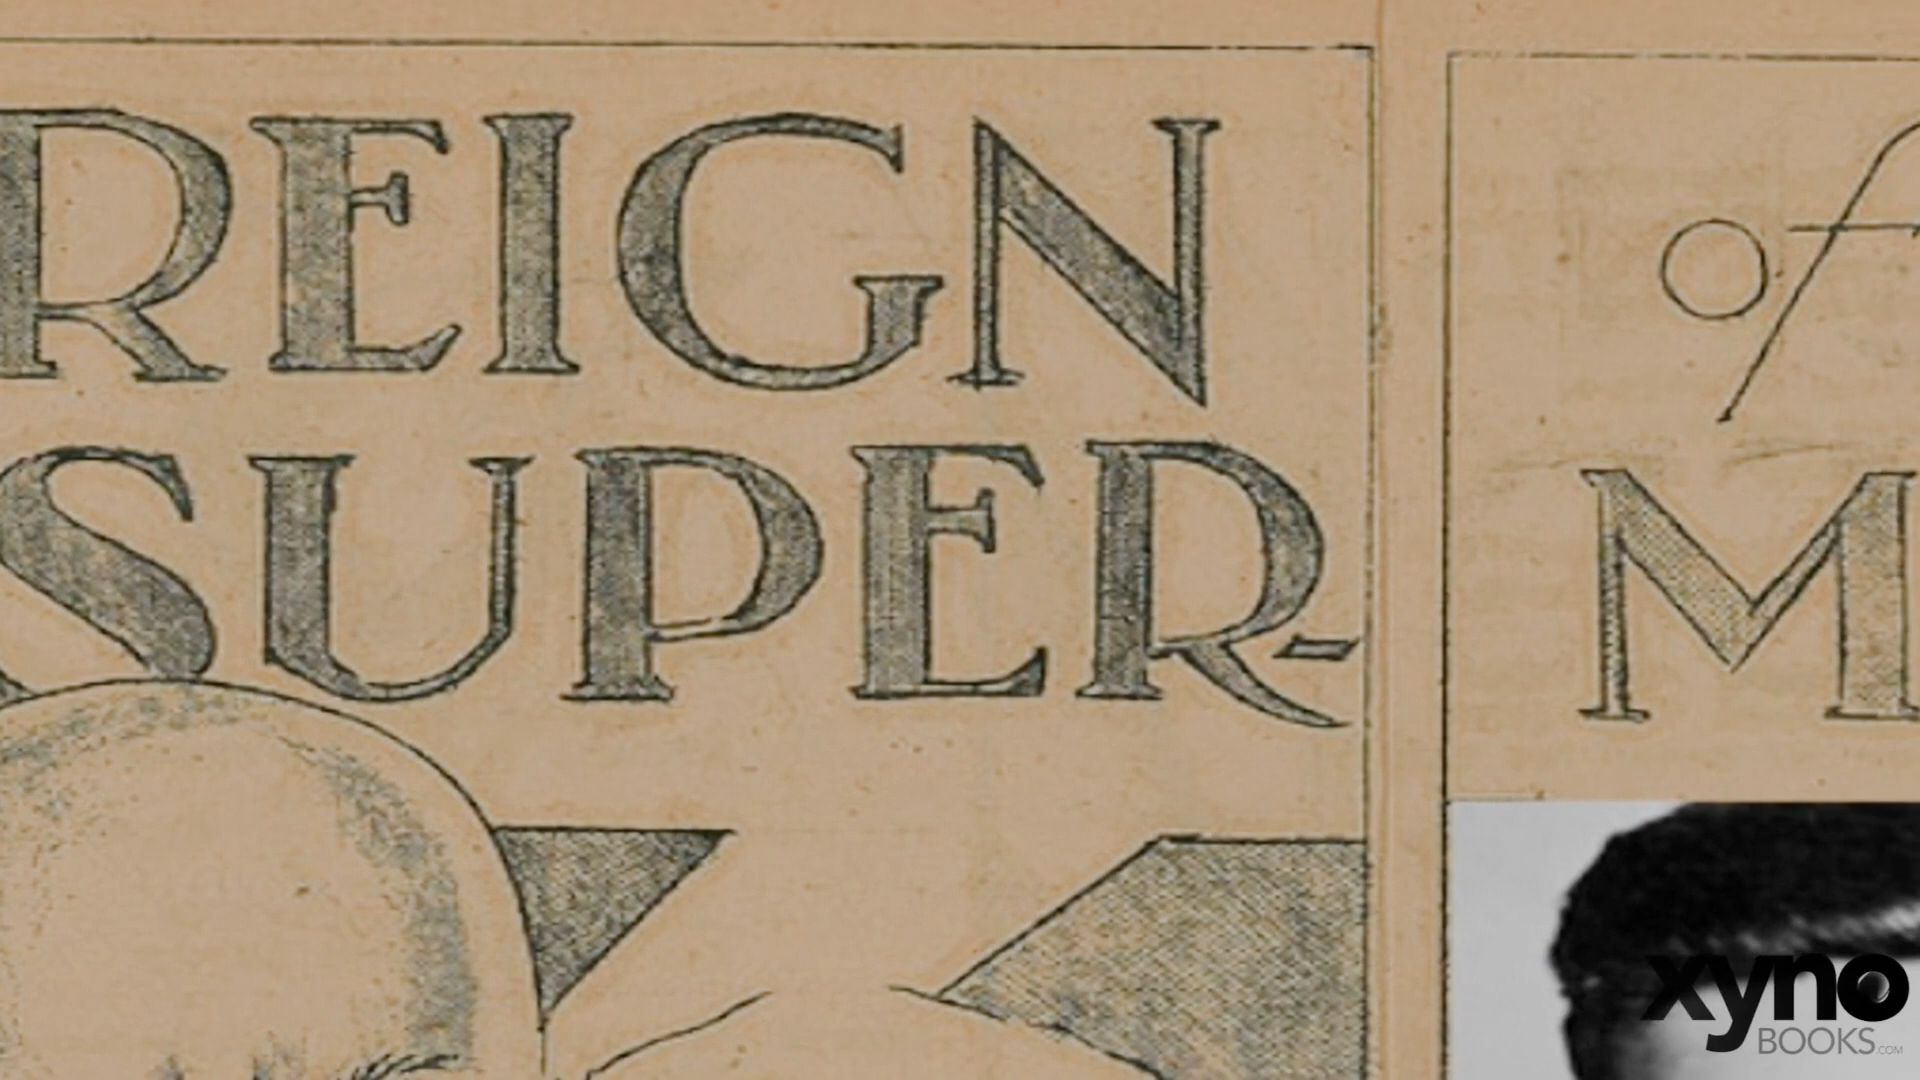 REIGN
SUPER-
of
M
xyno
BOOKS.COM